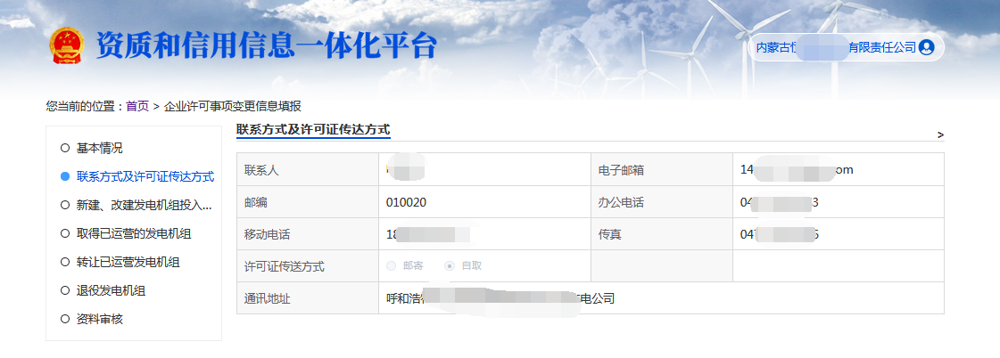 资质和信用信息一体化平台
内蒙古 有限责任公司
您当前的位置：首页 > 企业许可事项变更信息填报
联系方式及许可证传达方式
>
基本情况
联系方式及许可证传达方式
新建、改建发电机组投入...
取得已运营的发电机组
转让已运营发电机组
退役发电机组
资料审核
联系人 电子邮箱 14 om
邮编 010020 办公电话 04 3
移动电话 18 传真 04 5
许可证传送方式 邮寄 自取
通讯地址 呼和浩 电公司